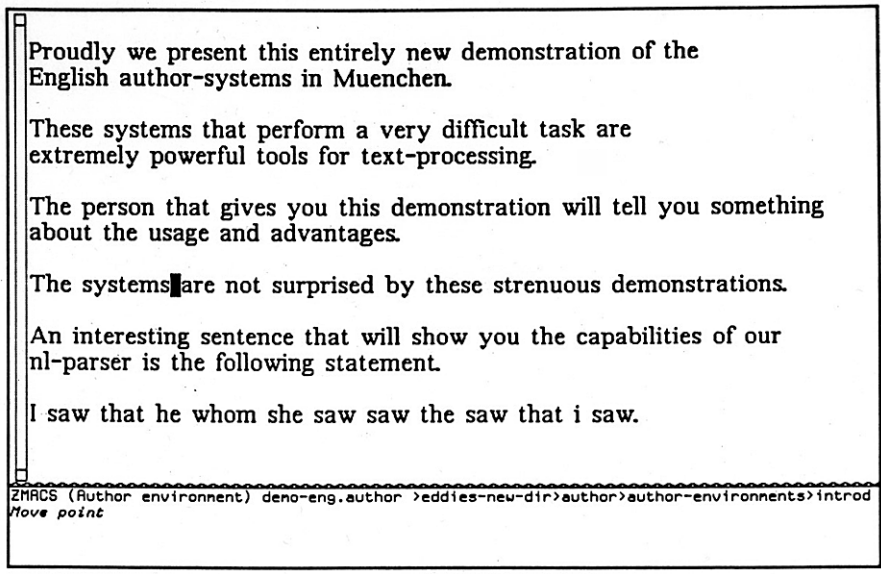 Proudly we present this entirely new demonstration of the
English author-systems in Muenchen.
These systems that perform a very difficult task are
extremely powerful tools for text-processing.
The person that gives you this demonstration will tell you something
about the usage and advantages.
The systems are not surprised by these strenuous demonstrations.
An interesting sentence that will show you the capabilities of our
nl-parser is the following statement.
I saw that he whom she saw saw the saw that i saw.
ZMACS (Author environment) demo-eng.author >eddies-new-dir>author>author-environments>introd
Move point